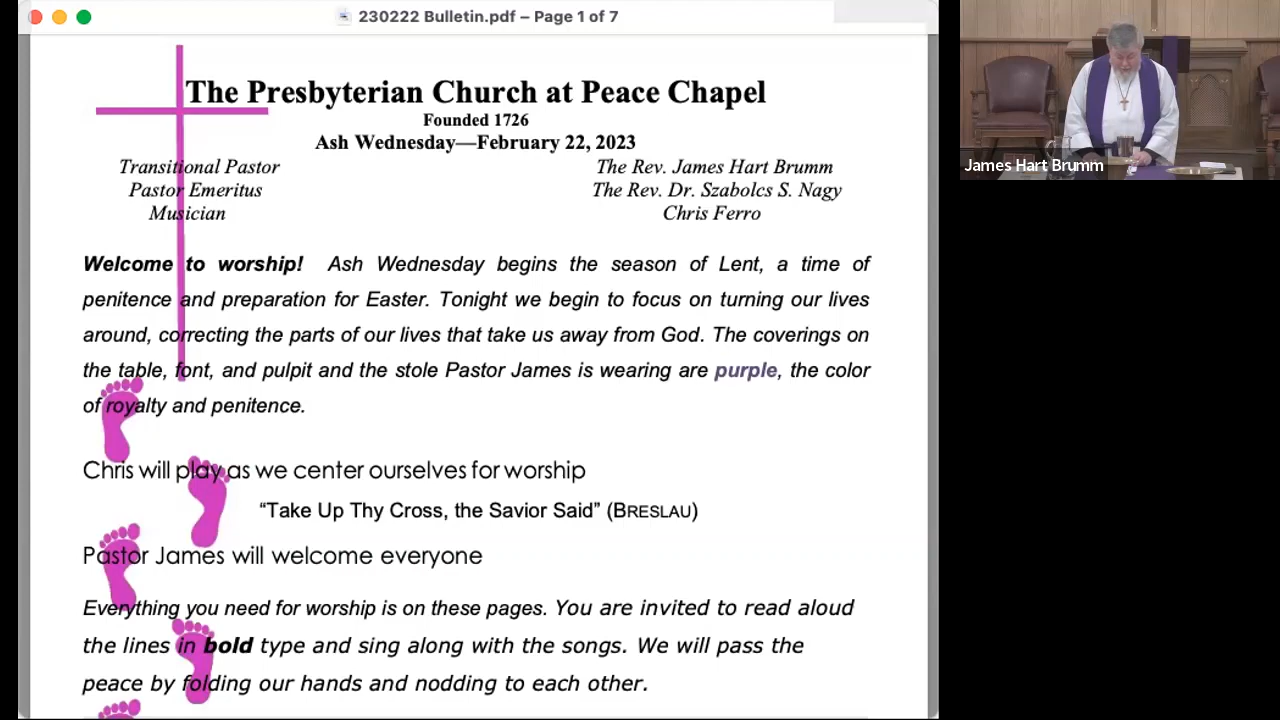 230222 Bulletin.pdf – Page 1 of 7
The Presbyterian Church at Peace Chapel
Founded 1726
Ash Wednesday—February 22, 2023
Transitional Pastor The Rev. James Hart Brumm
Pastor Emeritus The Rev. Dr. Szabolcs S. Nagy
Musician Chris Ferro
Welcome to worship! Ash Wednesday begins the season of Lent, a time of
penitence and preparation for Easter. Tonight we begin to focus on turning our lives
around, correcting the parts of our lives that take us away from God. The coverings on
the table, font, and pulpit and the stole Pastor James is wearing are purple, the color
of royalty and penitence.
Chris will play as we center ourselves for worship
“Take Up Thy Cross, the Savior Said” (BRESLAU)
Pastor James will welcome everyone
Everything you need for worship is on these pages. You are invited to read aloud
the lines in bold type and sing along with the songs. We will pass the
peace by folding our hands and nodding to each other.
James Hart Brumm